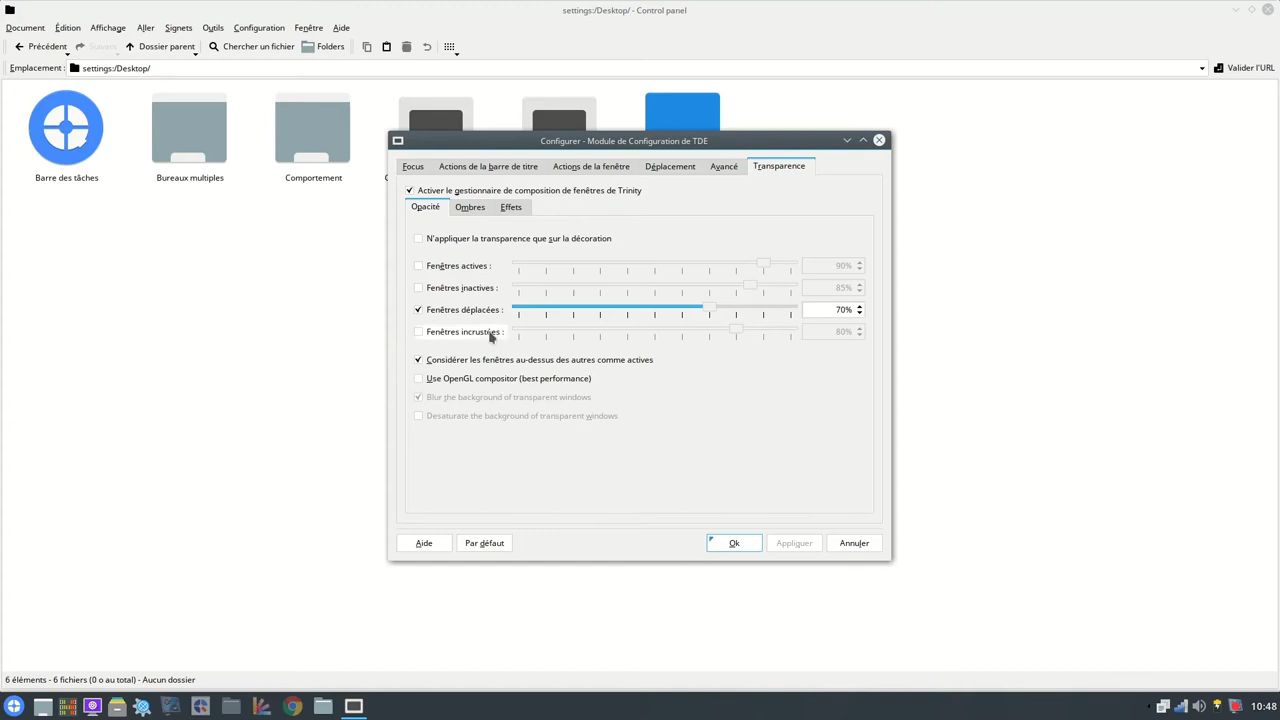 settings:/Desktop/ - Control panel
Document Édition Affichage Aller Signets Outils Configuration Fenêtre Aide
Précédent Suivant Dossier parent Chercher un fichier Folders
Emplacement : settings:/Desktop/ Valider l'URL
Configurer - Module de Configuration de TDE
Focus Actions de la barre de titre Actions de la fenêtre Déplacement Avancé Transparence
Barre des tâches Bureaux multiples Comportement
Activer le gestionnaire de composition de fenêtres de Trinity
Opacité Ombres Effets
N'appliquer la transparence que sur la décoration
Fenêtres actives : 90%
Fenêtres inactives : 85%
Fenêtres déplacées : 70%
Fenêtres incrustées : 80%
Considérer les fenêtres au-dessus des autres comme actives
Use OpenGL compositor (best performance)
Blur the background of transparent windows
Desaturate the background of transparent windows
Aide Par défaut Ok Appliquer Annuler
6 éléments - 6 fichiers (0 o au total) - Aucun dossier
10:48